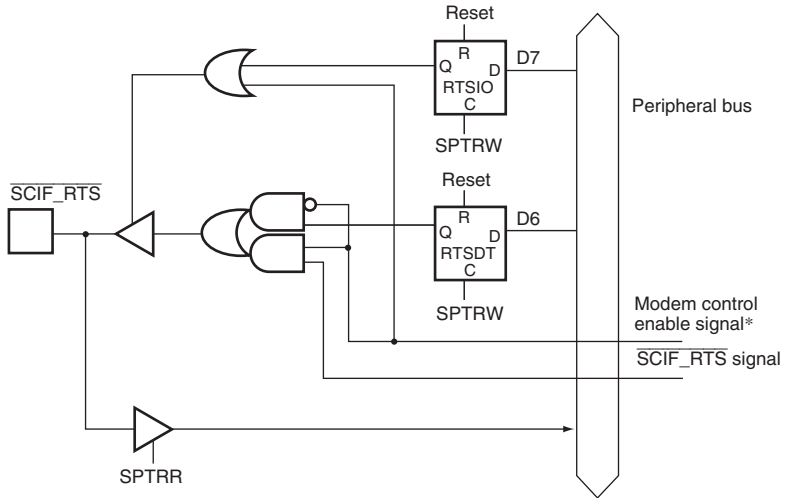 Reset
R
Q
D
D7
RTSIO
C
SPTRW
Peripheral bus
SCIF_RTS
Reset
R
Q
D
D6
RTSDT
C
SPTRW
Modem control
enable signal*
SCIF_RTS signal
SPTRR